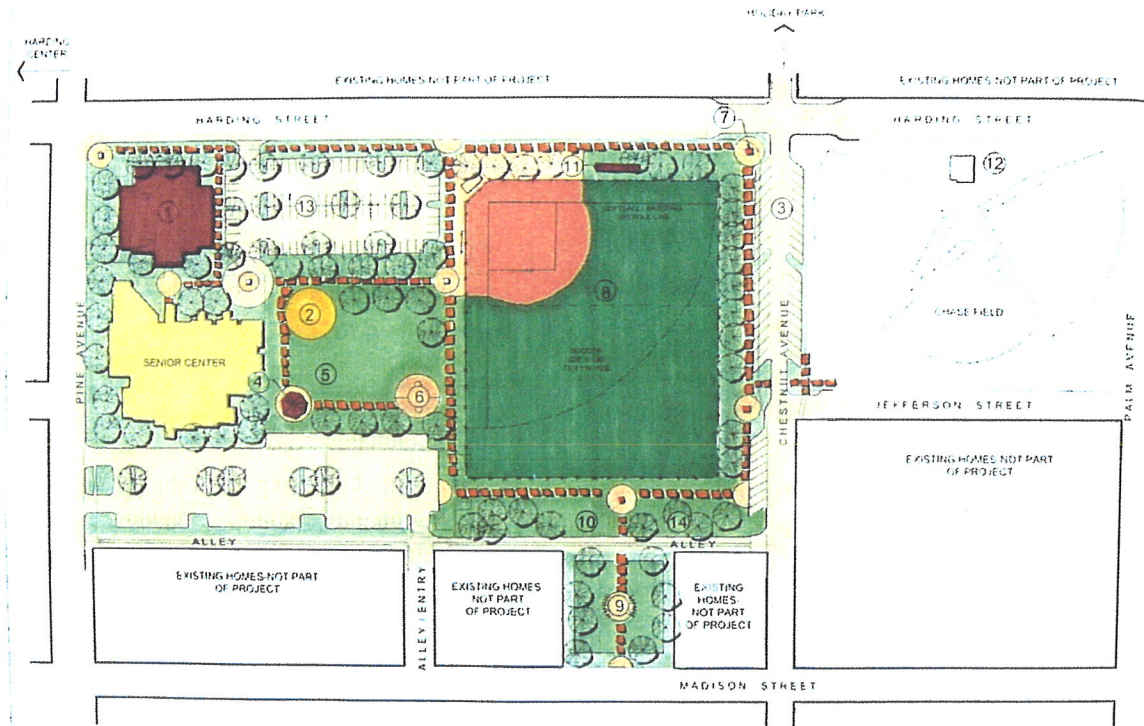 HOLIDAY PARK
HARDING
CENTER
EXISTING HOMES NOT PART OF PROJECT
EXISTING HOMES NOT PART OF PROJECT
HARDING STREET
7
HARDING STREET
11
12
1
13
3
SOFTBALL / BASEBALL
2
8
CHASE FIELD
PINE AVENUE
SENIOR CENTER
SOCCER
4
5
6
CHESTNUT AVENUE
PALM AVENUE
JEFFERSON STREET
EXISTING HOMES NOT PART
OF PROJECT
10
14
ALLEY
ALLEY
EXISTING HOMES-NOT PART
OF PROJECT
ALLEY / ENTRY
EXISTING HOMES
NOT PART
OF PROJECT
9
EXISTING
HOMES-
NOT PART
OF PROJECT
MADISON STREET